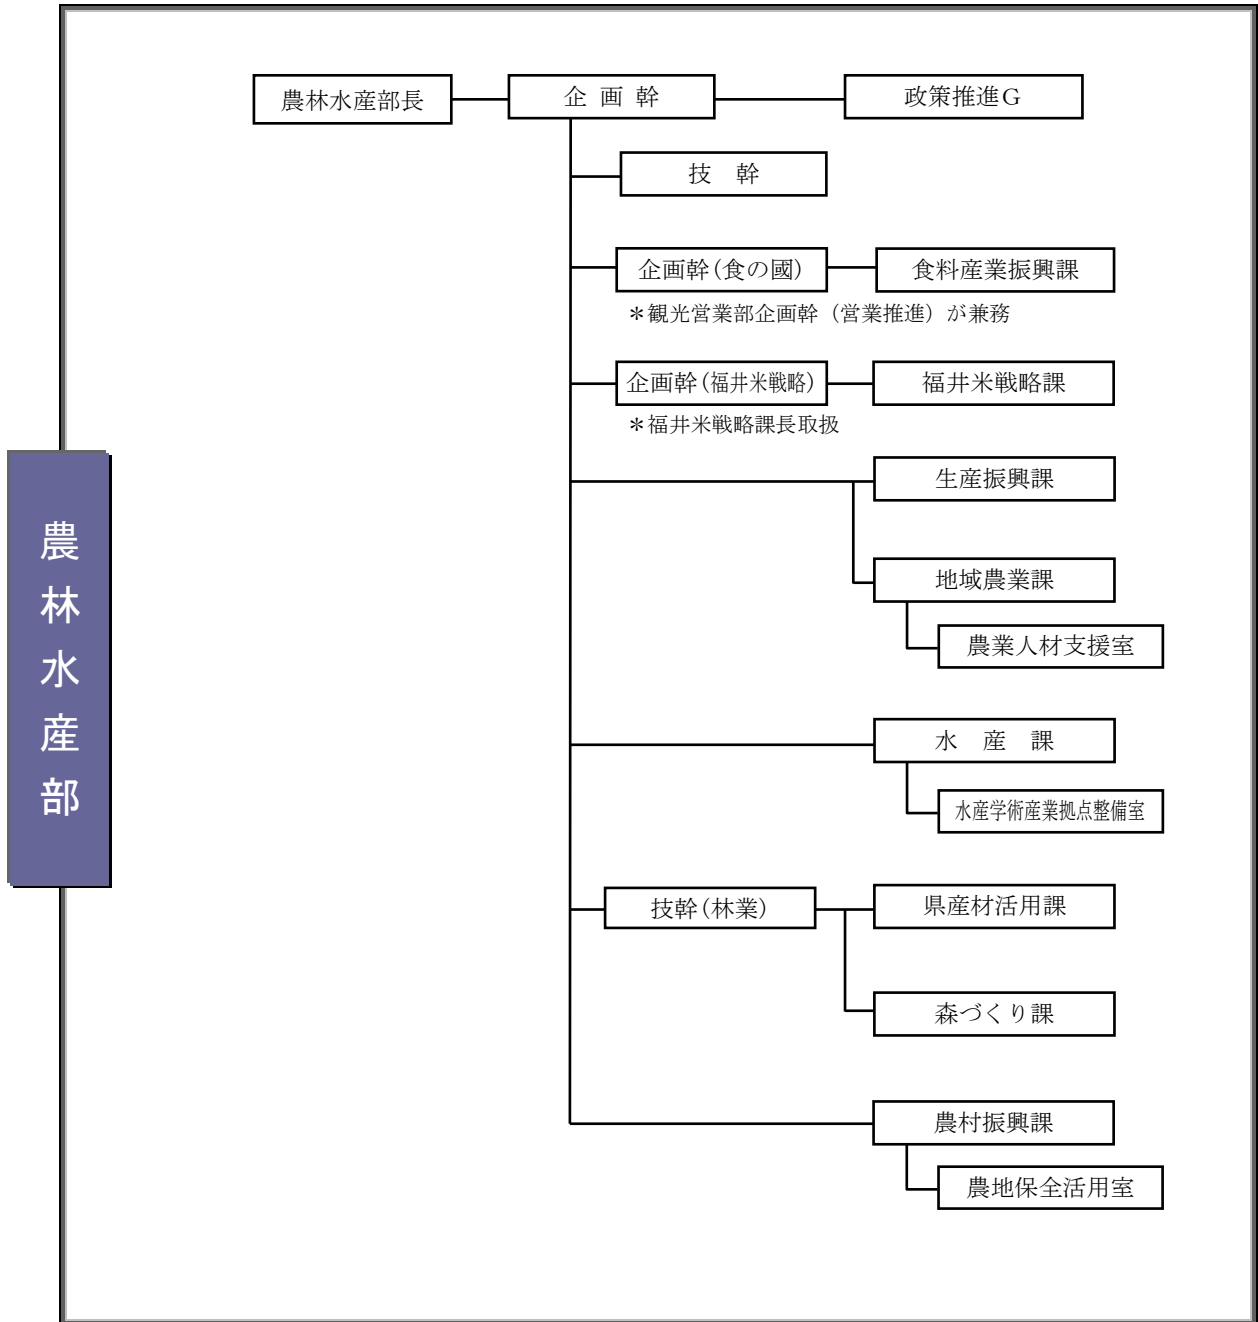 農林水産部
農林水産部長
企 画 幹
政策推進G
技 幹
企画幹(食の國)
食料産業振興課
＊観光営業部企画幹（営業推進）が兼務
企画幹(福井米戦略)
福井米戦略課
＊福井米戦略課長取扱
生産振興課
地域農業課
農業人材支援室
水 産 課
水産学術産業拠点整備室
技幹(林業)
県産材活用課
森づくり課
農村振興課
農地保全活用室